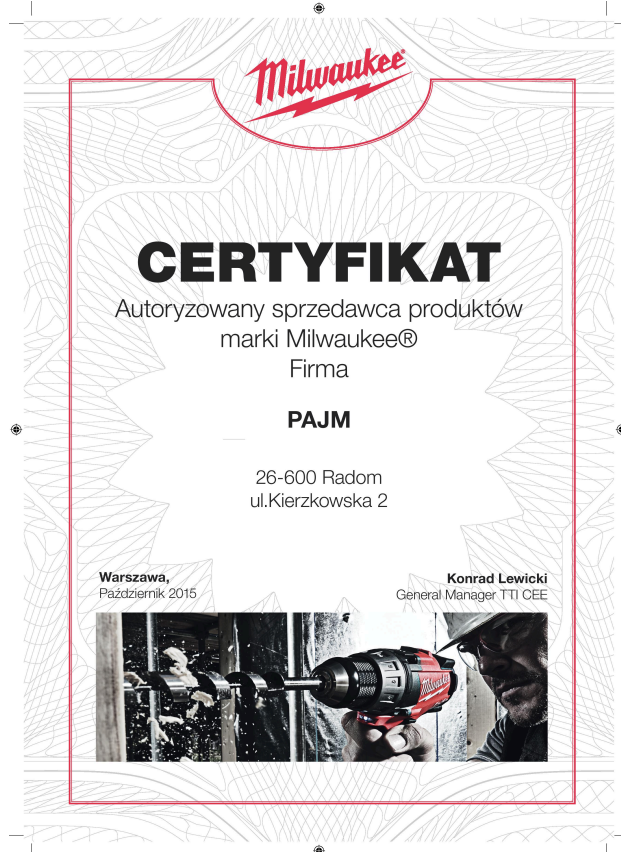 Milwaukee®
CERTYFIKAT
Autoryzowany sprzedawca produktów
marki Milwaukee®
Firma
PAJM
26-600 Radom
ul.Kierzkowska 2
Warszawa,
Październik 2015
Konrad Lewicki
General Manager TTI CEE
Milwaukee